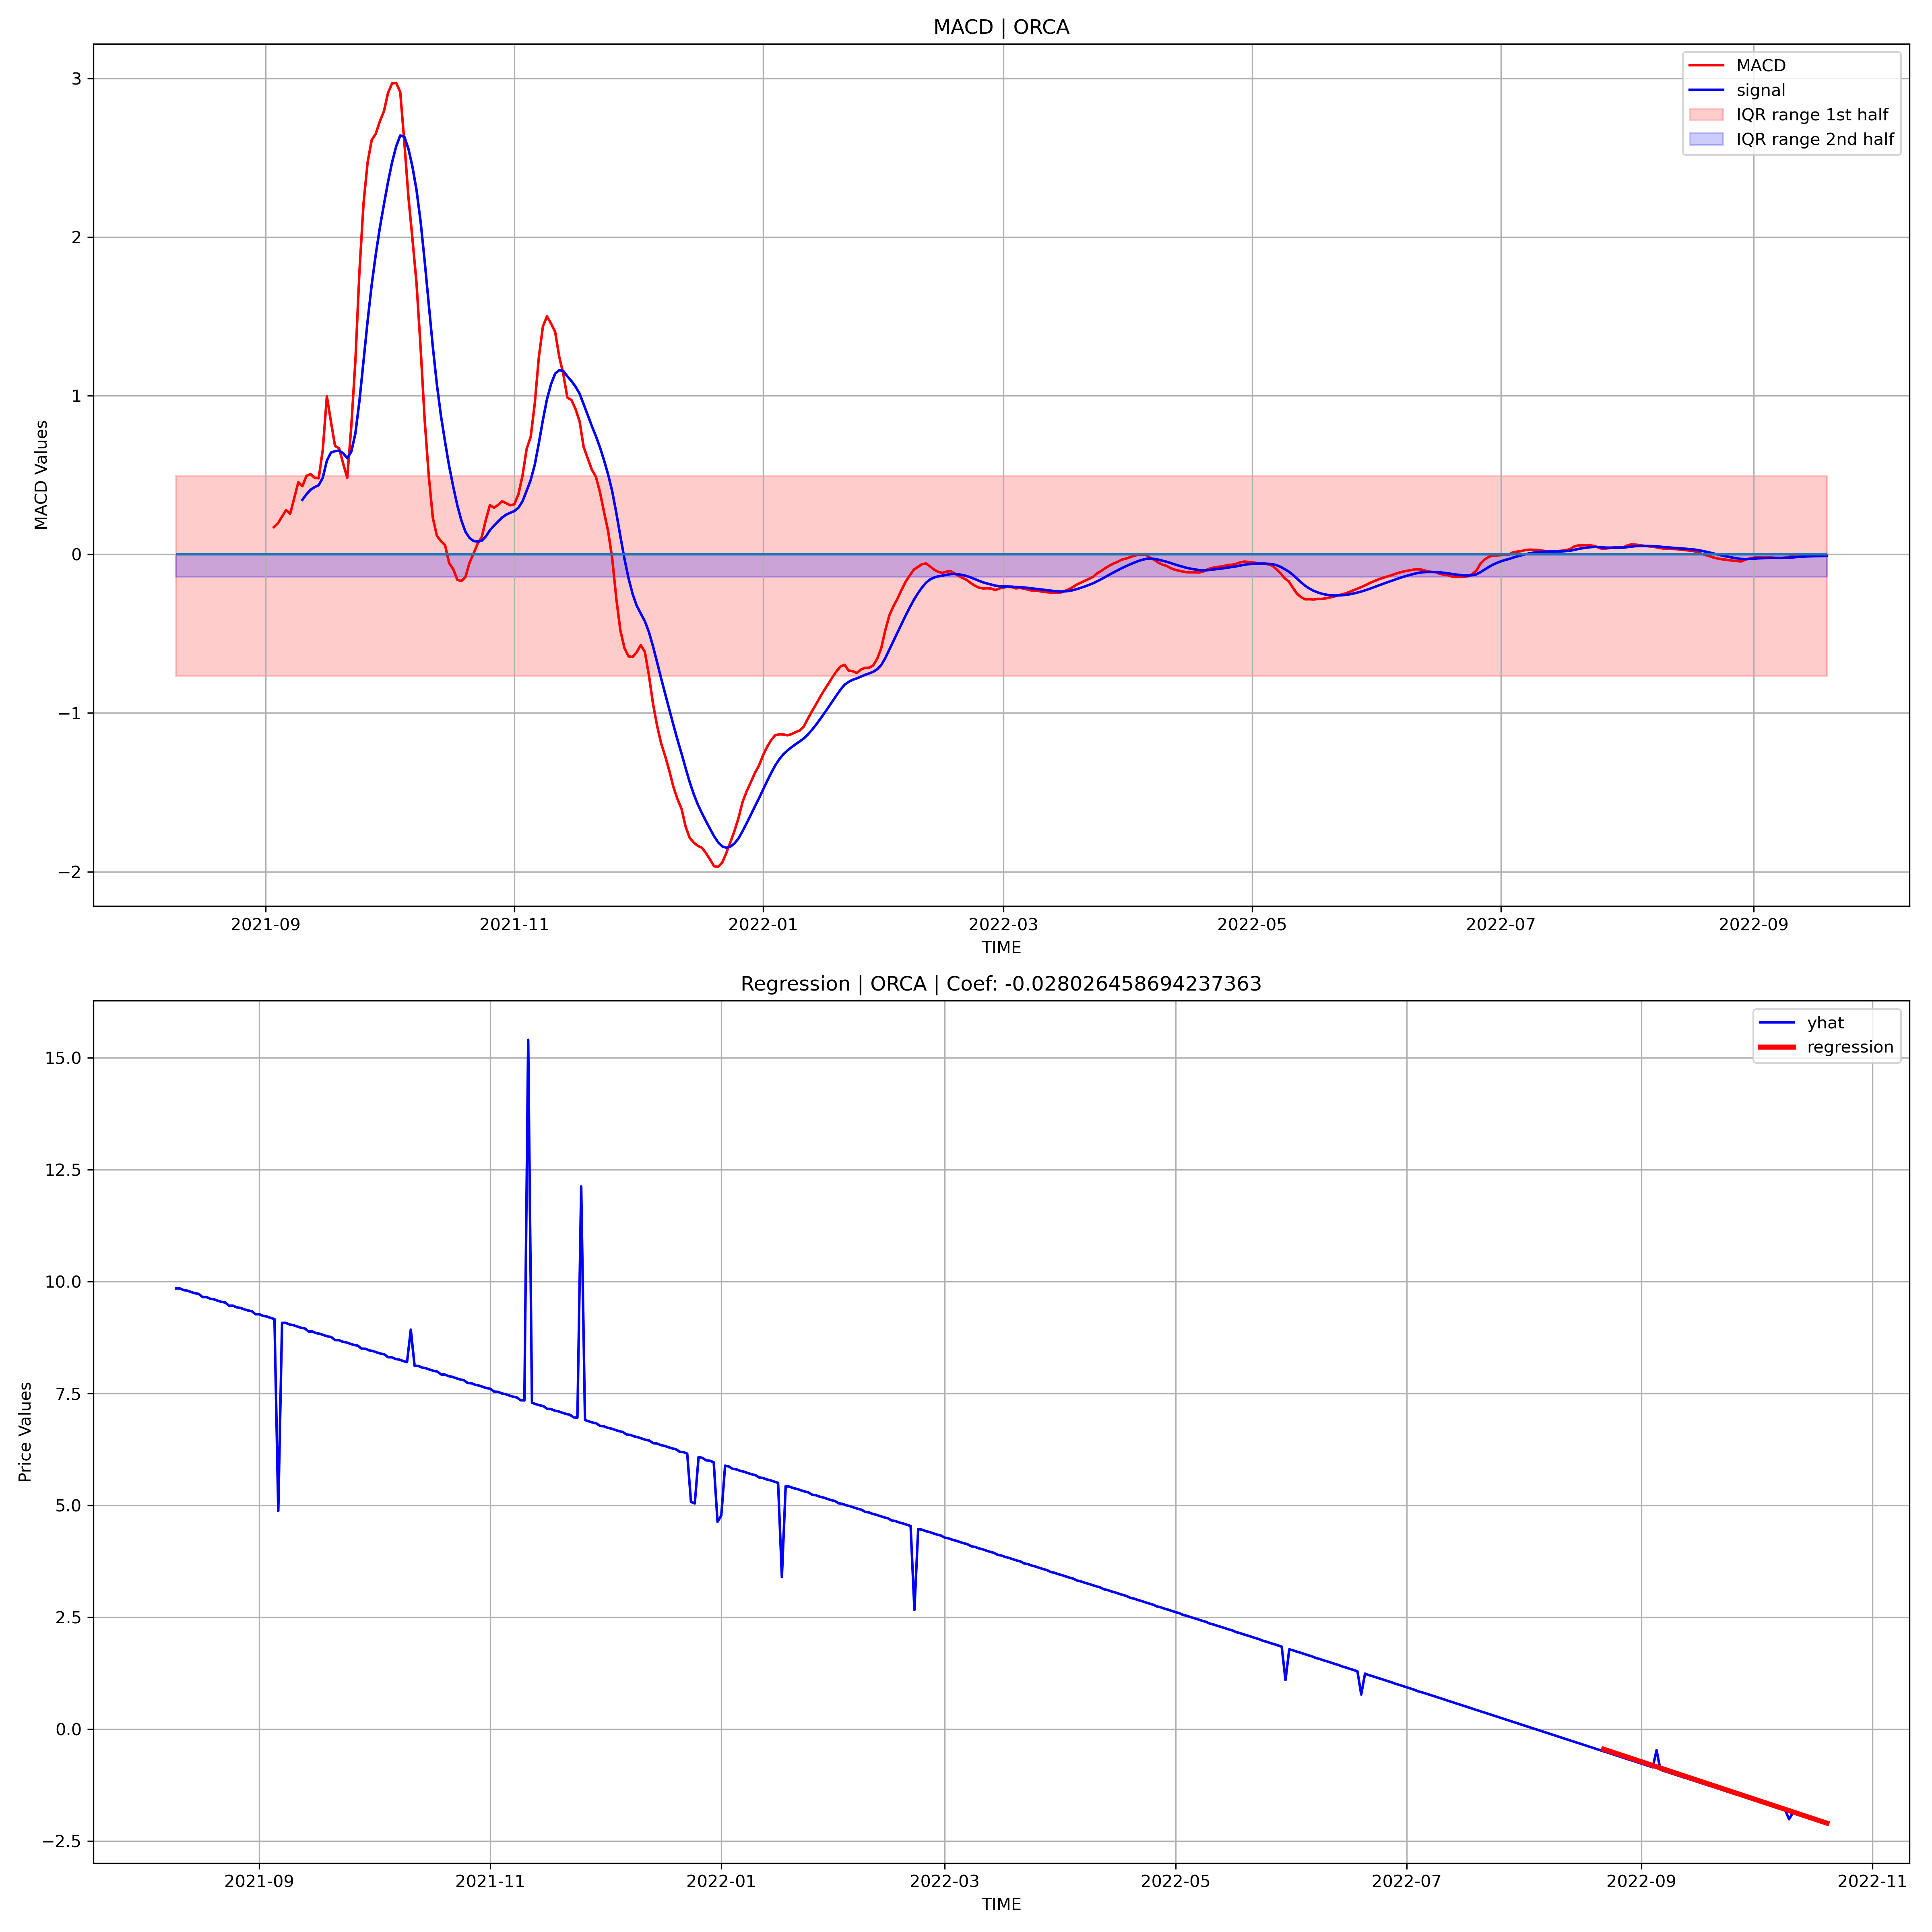 MACD | ORCA
MACD
signal
IQR range 1st half
IQR range 2nd half
3
2
1
0
−1
−2
MACD Values
2021-09 2021-11 2022-01 2022-03 2022-05 2022-07 2022-09
TIME
Regression | ORCA | Coef: -0.028026458694237363
yhat
regression
15.0
12.5
10.0
7.5
5.0
2.5
0.0
−2.5
Price Values
2021-09 2021-11 2022-01 2022-03 2022-05 2022-07 2022-09 2022-11
TIME